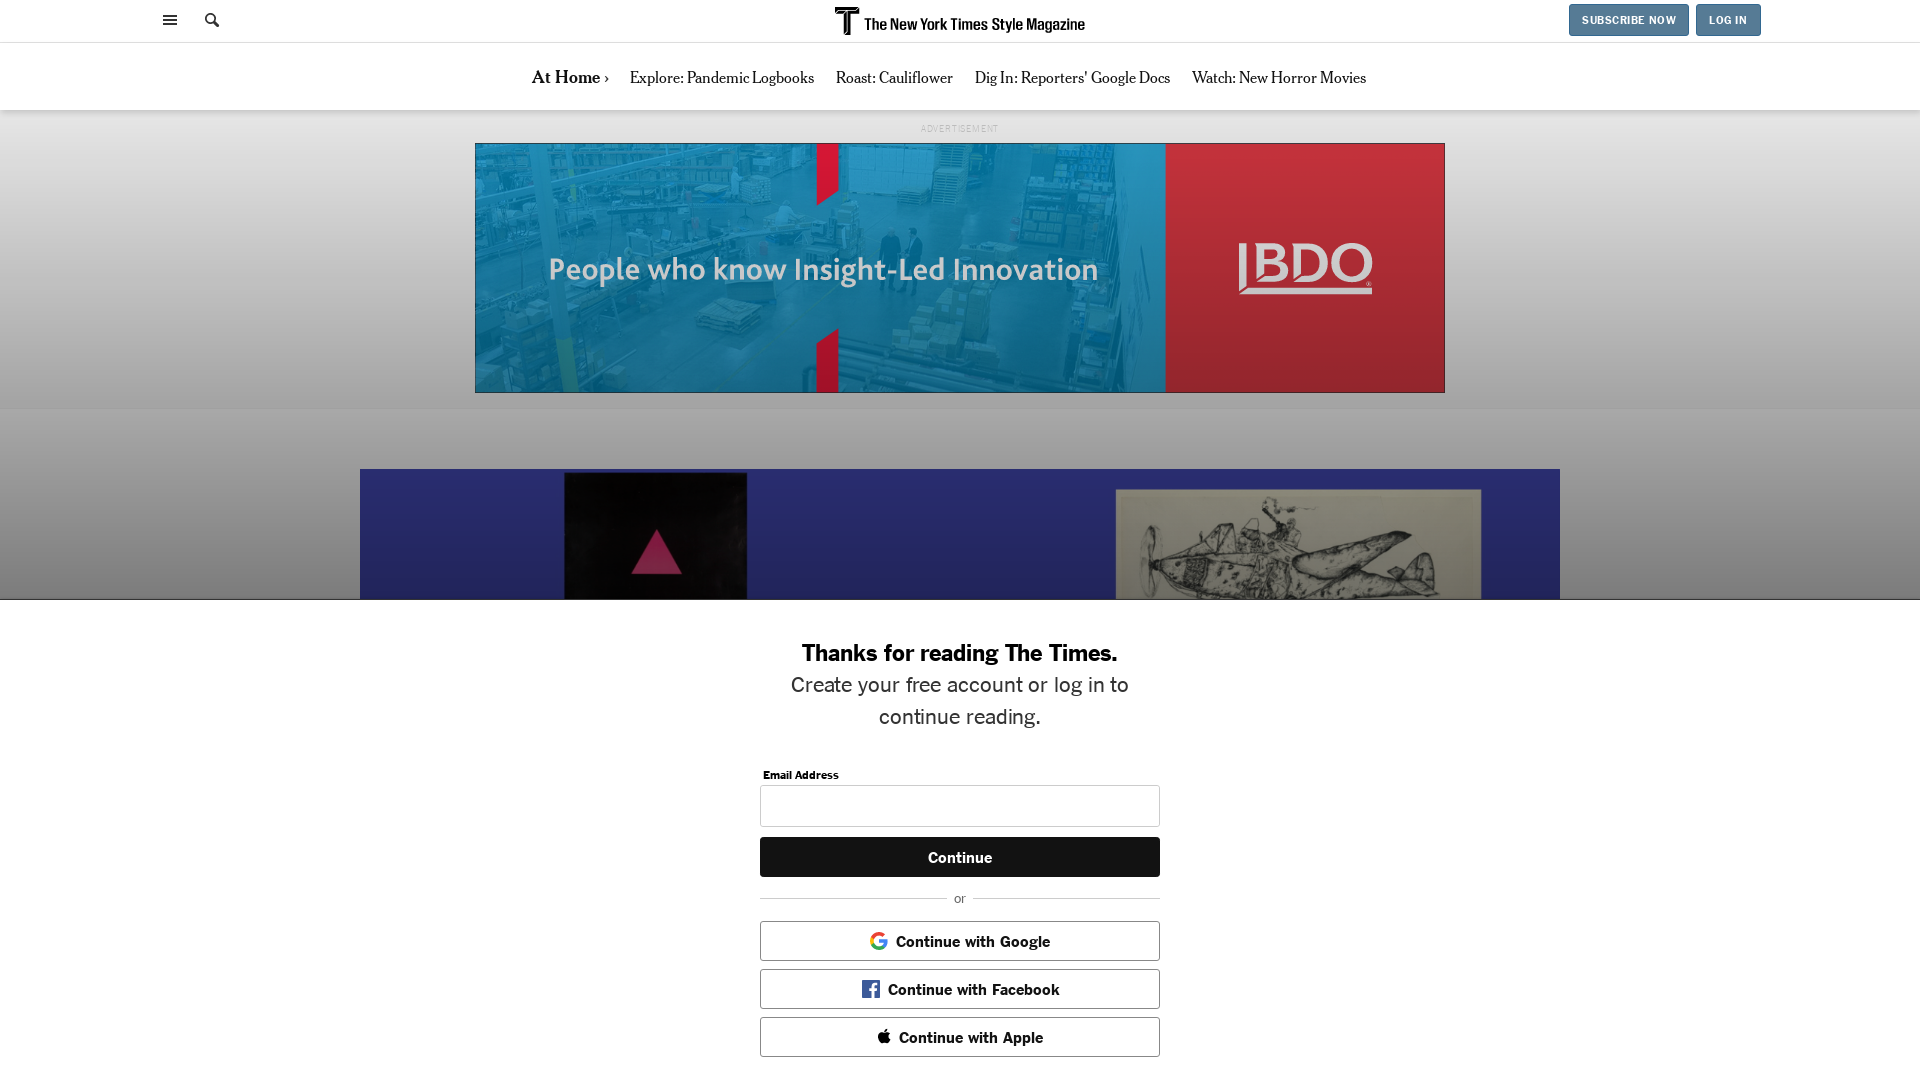 The New York Times Style Magazine
SUBSCRIBE NOW
LOG IN
At Home ›
Explore: Pandemic Logbooks
Roast: Cauliflower
Dig In: Reporters' Google Docs
Watch: New Horror Movies
ADVERTISEMENT
People who know Insight-Led Innovation
BDO
Thanks for reading The Times.
Create your free account or log in to
continue reading.
Email Address
Continue
or
Continue with Google
Continue with Facebook
Continue with Apple